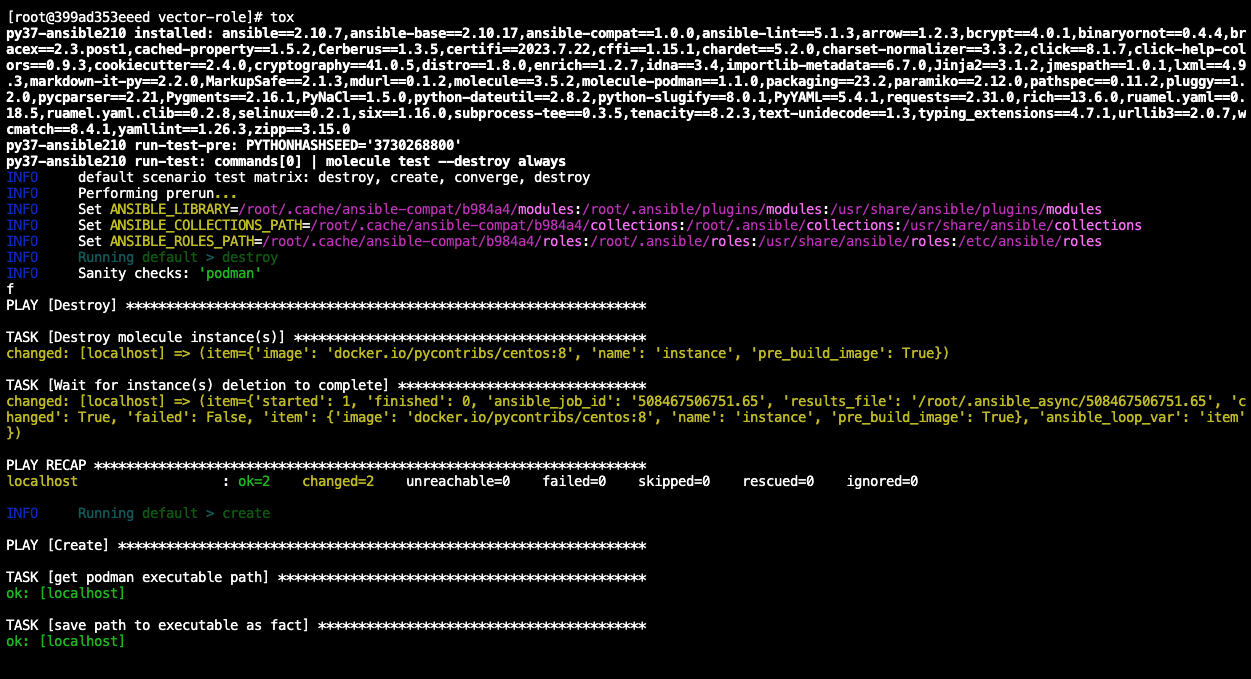 [root@399ad353eeed vector-role]# tox
py37-ansible210 installed: ansible==2.10.7,ansible-base==2.10.17,ansible-compat==1.0.0,ansible-lint==5.1.3,arrow==1.2.3,bcrypt==4.0.1,binaryornot==0.4.4,br
acex==2.3.post1,cached-property==1.5.2,Cerberus==1.3.5,certifi==2023.7.22,cffi==1.15.1,chardet==5.2.0,charset-normalizer==3.3.2,click==8.1.7,click-help-col
ors==0.9.3,cookiecutter==2.4.0,cryptography==41.0.5,distro==1.8.0,enrich==1.2.7,idna==3.4,importlib-metadata==6.7.0,Jinja2==3.1.2,jmespath==1.0.1,lxml==4.9
.3,markdown-it-py==2.2.0,MarkupSafe==2.1.3,mdurl==0.1.2,molecule==3.5.2,molecule-podman==1.1.0,packaging==23.2,paramiko==2.12.0,pathspec==0.11.2,pluggy==1.
2.0,pycparser==2.21,Pygments==2.16.1,PyNaCl==1.5.0,python-dateutil==2.8.2,python-slugify==8.0.1,PyYAML==5.4.1,requests==2.31.0,rich==13.6.0,ruamel.yaml==0.
18.5,ruamel.yaml.clib==0.2.8,selinux==0.2.1,six==1.16.0,subprocess-tee==0.3.5,tenacity==8.2.3,text-unidecode==1.3,typing_extensions==4.7.1,urllib3==2.0.7,w
cmatch==8.4.1,yamllint==1.26.3,zipp==3.15.0
py37-ansible210 run-test-pre: PYTHONHASHSEED='3730268800'
py37-ansible210 run-test: commands[0] | molecule test --destroy always
INFO     default scenario test matrix: destroy, create, converge, destroy
INFO     Performing prerun...
INFO     Set ANSIBLE_LIBRARY=/root/.cache/ansible-compat/b984a4/modules:/root/.ansible/plugins/modules:/usr/share/ansible/plugins/modules
INFO     Set ANSIBLE_COLLECTIONS_PATH=/root/.cache/ansible-compat/b984a4/collections:/root/.ansible/collections:/usr/share/ansible/collections
INFO     Set ANSIBLE_ROLES_PATH=/root/.cache/ansible-compat/b984a4/roles:/root/.ansible/roles:/usr/share/ansible/roles:/etc/ansible/roles
INFO     Running default > destroy
INFO     Sanity checks: 'podman'
f
PLAY [Destroy] *****************************************************************
TASK [Destroy molecule instance(s)] ********************************************
changed: [localhost] => (item={'image': 'docker.io/pycontribs/centos:8', 'name': 'instance', 'pre_build_image': True})
TASK [Wait for instance(s) deletion to complete] *******************************
changed: [localhost] => (item={'started': 1, 'finished': 0, 'ansible_job_id': '508467506751.65', 'results_file': '/root/.ansible_async/508467506751.65', 'c
hanged': True, 'failed': False, 'item': {'image': 'docker.io/pycontribs/centos:8', 'name': 'instance', 'pre_build_image': True}, 'ansible_loop_var': 'item'
})
PLAY RECAP *********************************************************************
localhost                  : ok=2    changed=2    unreachable=0    failed=0    skipped=0    rescued=0    ignored=0
INFO     Running default > create
PLAY [Create] ******************************************************************
TASK [get podman executable path] **********************************************
ok: [localhost]
TASK [save path to executable as fact] *****************************************
ok: [localhost]